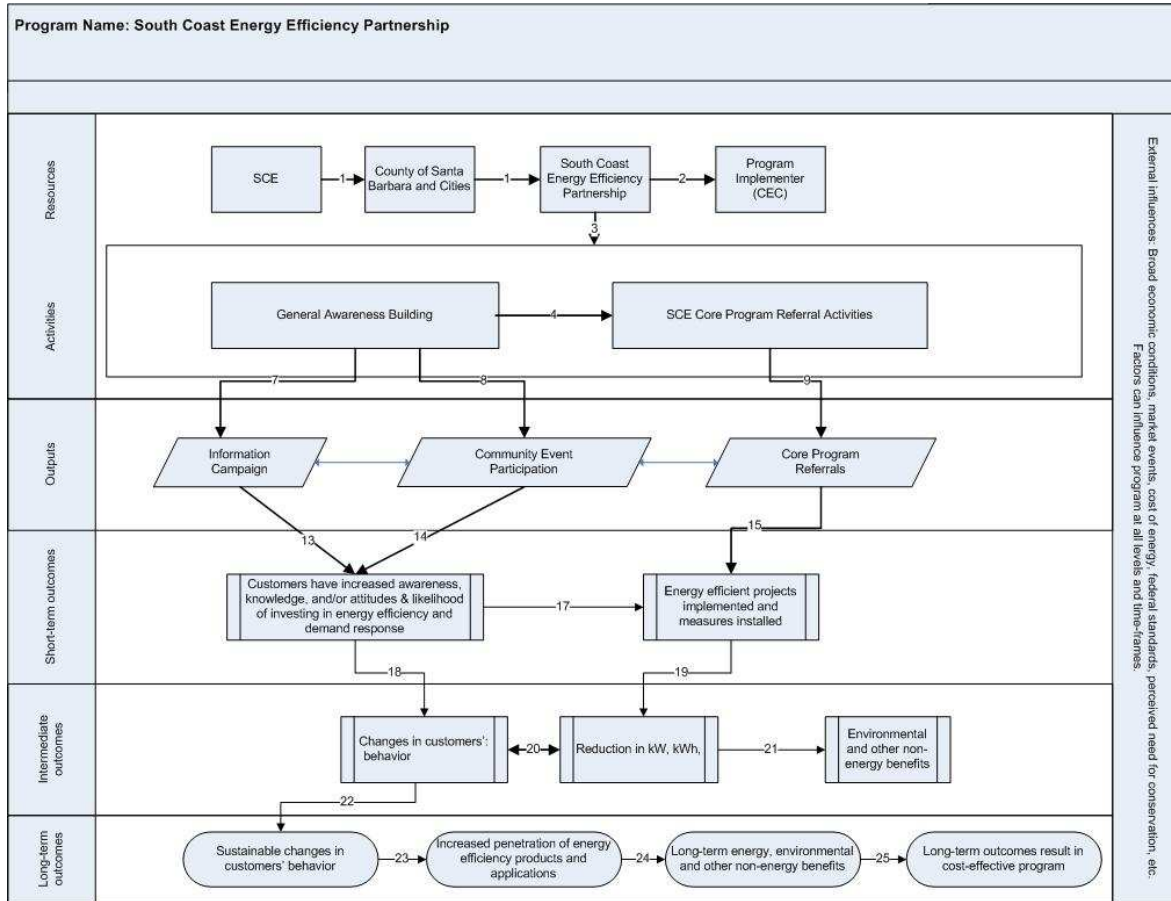 Program Name: South Coast Energy Efficiency Partnership
Resources
SCE
1
County of Santa
Barbara and Cities
1
South Coast
Energy Efficiency
Partnership
2
Program
Implementer
(CEC)
3
Activities
General Awareness Building
4
SCE Core Program Referral Activities
7
8
9
Outputs
Information
Campaign
Community Event
Participation
Core Program
Referrals
13
14
15
Short-term outcomes
Customers have increased awareness,
knowledge, and/or attitudes & likelihood
of investing in energy efficiency and
demand response
17
Energy efficient projects
implemented and
measures installed
18
19
Intermediate
outcomes
Changes in customers':
behavior
20
Reduction in kW, kWh,
21
Environmental
and other non-
energy benefits
22
Long-term
outcomes
Sustainable changes in
customers' behavior
23
Increased penetration of energy
efficiency products and
applications
24
Long-term energy, environmental
and other non-energy benefits
25
Long-term outcomes result in
cost-effective program
External influences: Broad economic conditions, market events, cost of energy, federal standards, perceived need for conservation, etc.
Factors can influence program at all levels and time-frames.